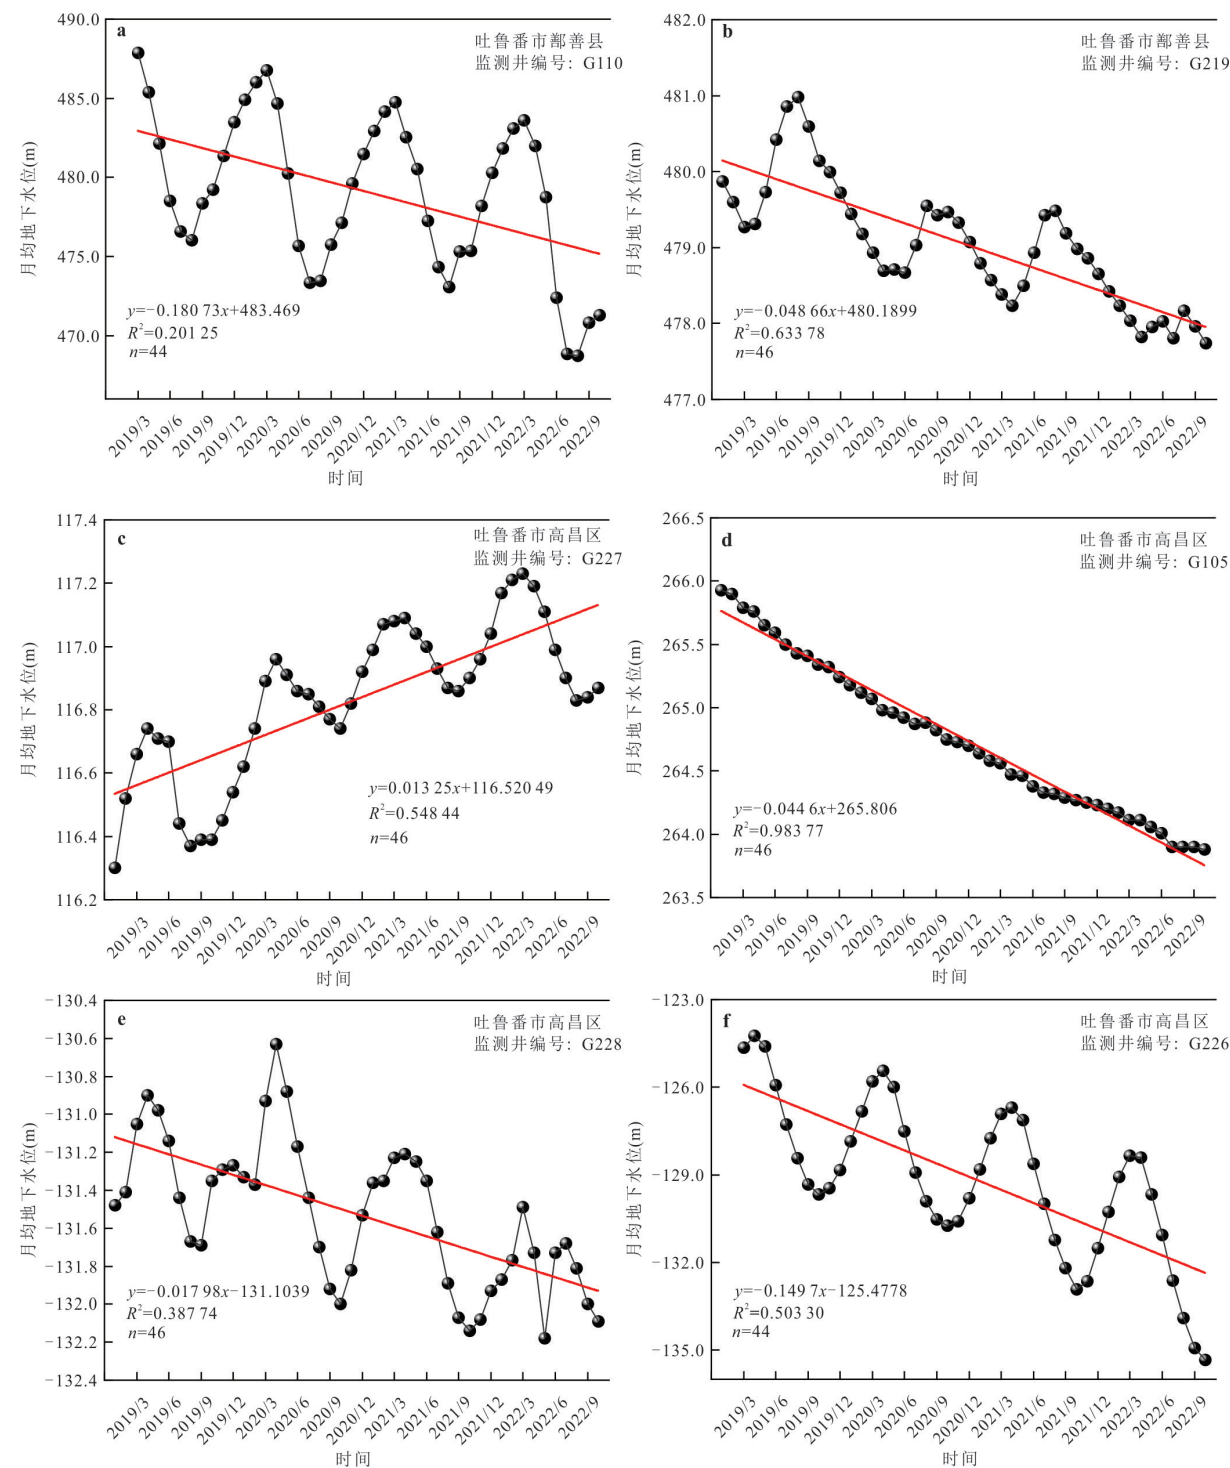 a
吐鲁番市鄯善县
监测井编号: G110
月均地下水位(m)
490.0
485.0
480.0
475.0
470.0
y=−0.180 73x+483.469
R²=0.201 25
n=44
2019/3 2019/6 2019/9 2019/12 2020/3 2020/6 2020/9 2020/12 2021/3 2021/6 2021/9 2021/12 2022/3 2022/6 2022/9
时间
b
吐鲁番市鄯善县
监测井编号: G219
月均地下水位(m)
482.0
481.0
480.0
479.0
478.0
477.0
y=−0.048 66x+480.1899
R²=0.633 78
n=46
2019/3 2019/6 2019/9 2019/12 2020/3 2020/6 2020/9 2020/12 2021/3 2021/6 2021/9 2021/12 2022/3 2022/6 2022/9
时间
c
吐鲁番市高昌区
监测井编号: G227
月均地下水位(m)
117.4
117.2
117.0
116.8
116.6
116.4
116.2
y=0.013 25x+116.520 49
R²=0.548 44
n=46
2019/3 2019/6 2019/9 2019/12 2020/3 2020/6 2020/9 2020/12 2021/3 2021/6 2021/9 2021/12 2022/3 2022/6 2022/9
时间
d
吐鲁番市高昌区
监测井编号: G105
月均地下水位(m)
266.5
266.0
265.5
265.0
264.5
264.0
263.5
y=−0.044 6x+265.806
R²=0.983 77
n=46
2019/3 2019/6 2019/9 2019/12 2020/3 2020/6 2020/9 2020/12 2021/3 2021/6 2021/9 2021/12 2022/3 2022/6 2022/9
时间
e
吐鲁番市高昌区
监测井编号: G228
月均地下水位(m)
−130.4
−130.6
−130.8
−131.0
−131.2
−131.4
−131.6
−131.8
−132.0
−132.2
−132.4
y=−0.017 98x−131.1039
R²=0.387 74
n=46
2019/3 2019/6 2019/9 2019/12 2020/3 2020/6 2020/9 2020/12 2021/3 2021/6 2021/9 2021/12 2022/3 2022/6 2022/9
时间
f
吐鲁番市高昌区
监测井编号: G226
月均地下水位(m)
−123.0
−126.0
−129.0
−132.0
−135.0
y=−0.149 7x−125.4778
R²=0.503 30
n=44
2019/3 2019/6 2019/9 2019/12 2020/3 2020/6 2020/9 2020/12 2021/3 2021/6 2021/9 2021/12 2022/3 2022/6 2022/9
时间